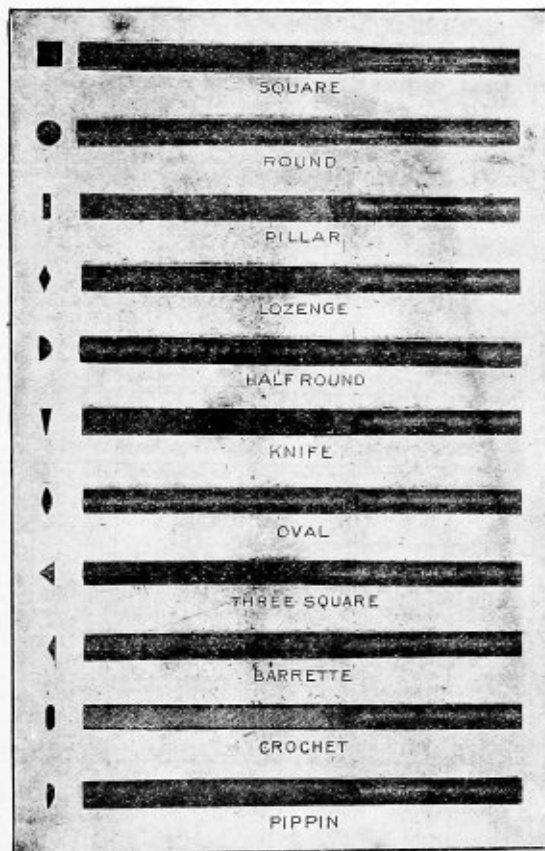 SQUARE
ROUND
PILLAR
LOZENGE
HALF ROUND
KNIFE
OVAL
THREE SQUARE
BARRETTE
CROCHET
PIPPIN